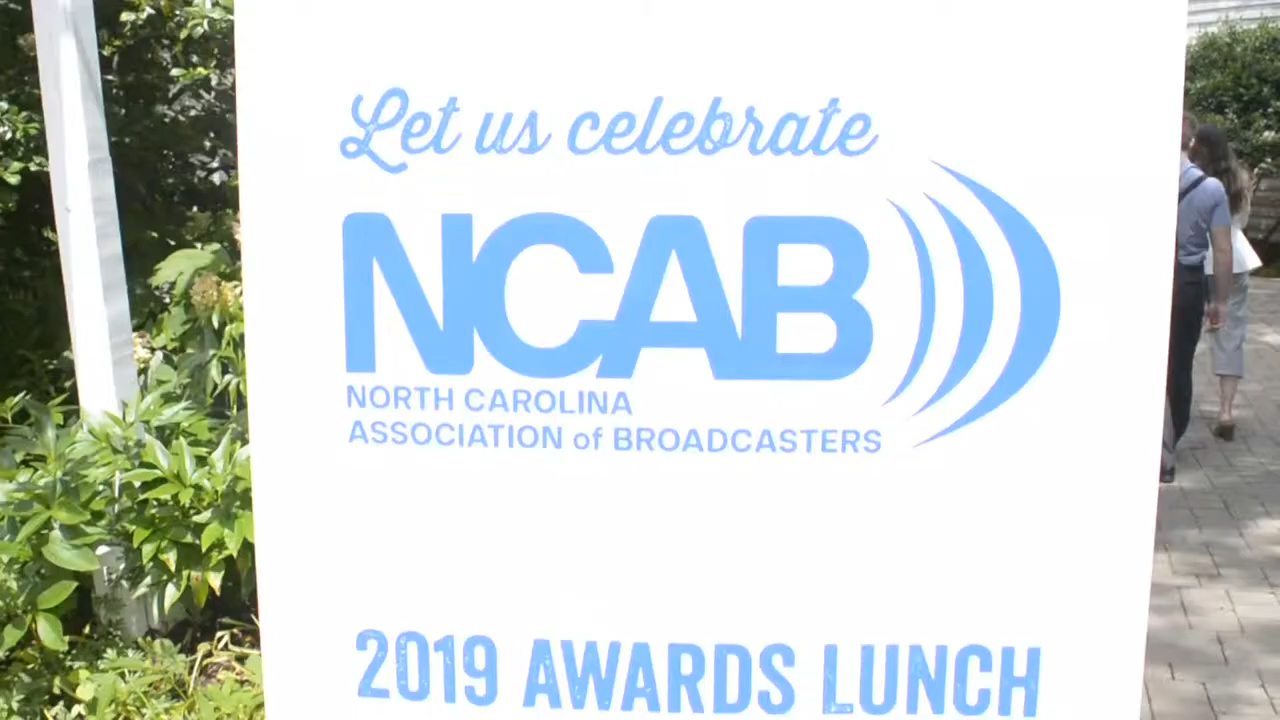 Let us celebrate
NCAB
NORTH CAROLINA
ASSOCIATION of BROADCASTERS
2019 AWARDS LUNCH